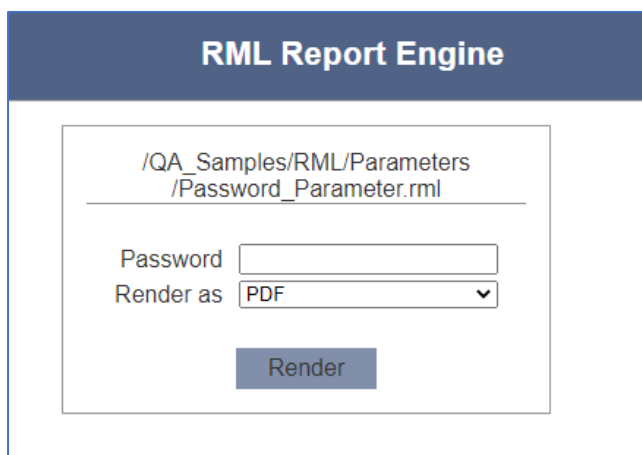 RML Report Engine
/QA_Samples/RML/Parameters
/Password_Parameter.rml
Password
Render as PDF
Render